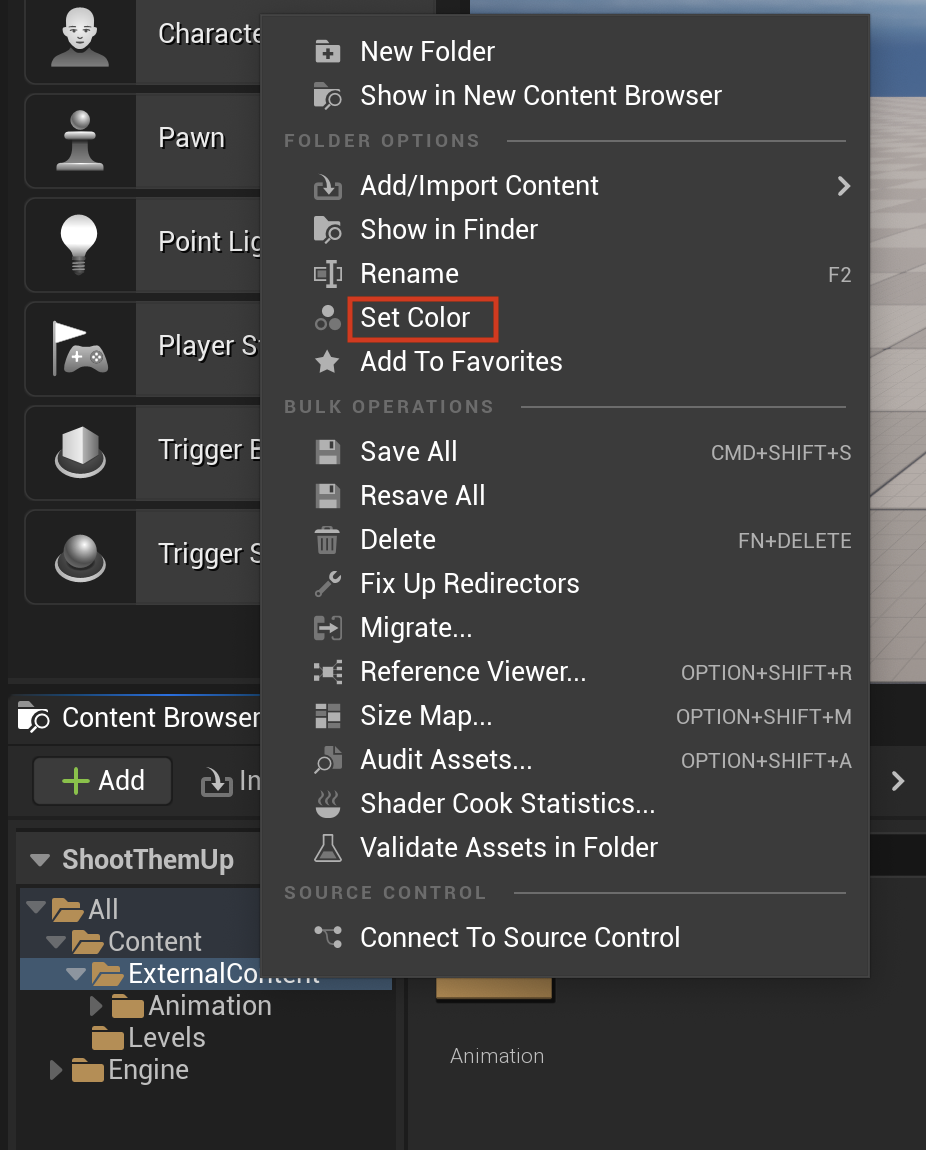 Characte
Pawn
Point Lig
Player S
Trigger B
Trigger S
New Folder
Show in New Content Browser
FOLDER OPTIONS
Add/Import Content
Show in Finder
Rename F2
Set Color
Add To Favorites
BULK OPERATIONS
Save All CMD+SHIFT+S
Resave All
Delete FN+DELETE
Fix Up Redirectors
Migrate...
Reference Viewer... OPTION+SHIFT+R
Size Map... OPTION+SHIFT+M
Audit Assets... OPTION+SHIFT+A
Shader Cook Statistics...
Validate Assets in Folder
SOURCE CONTROL
Connect To Source Control
Content Browser
Add
ShootThemUp
All
Content
ExternalContent
Animation
Levels
Engine
Animation